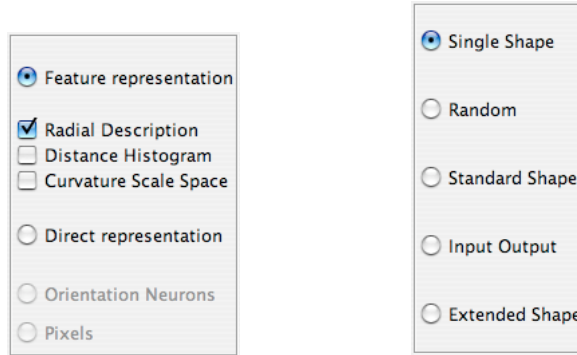 Feature representation
Radial Description
Distance Histogram
Curvature Scale Space
Direct representation
Orientation Neurons
Pixels
Single Shape
Random
Standard Shape
Input Output
Extended Shape